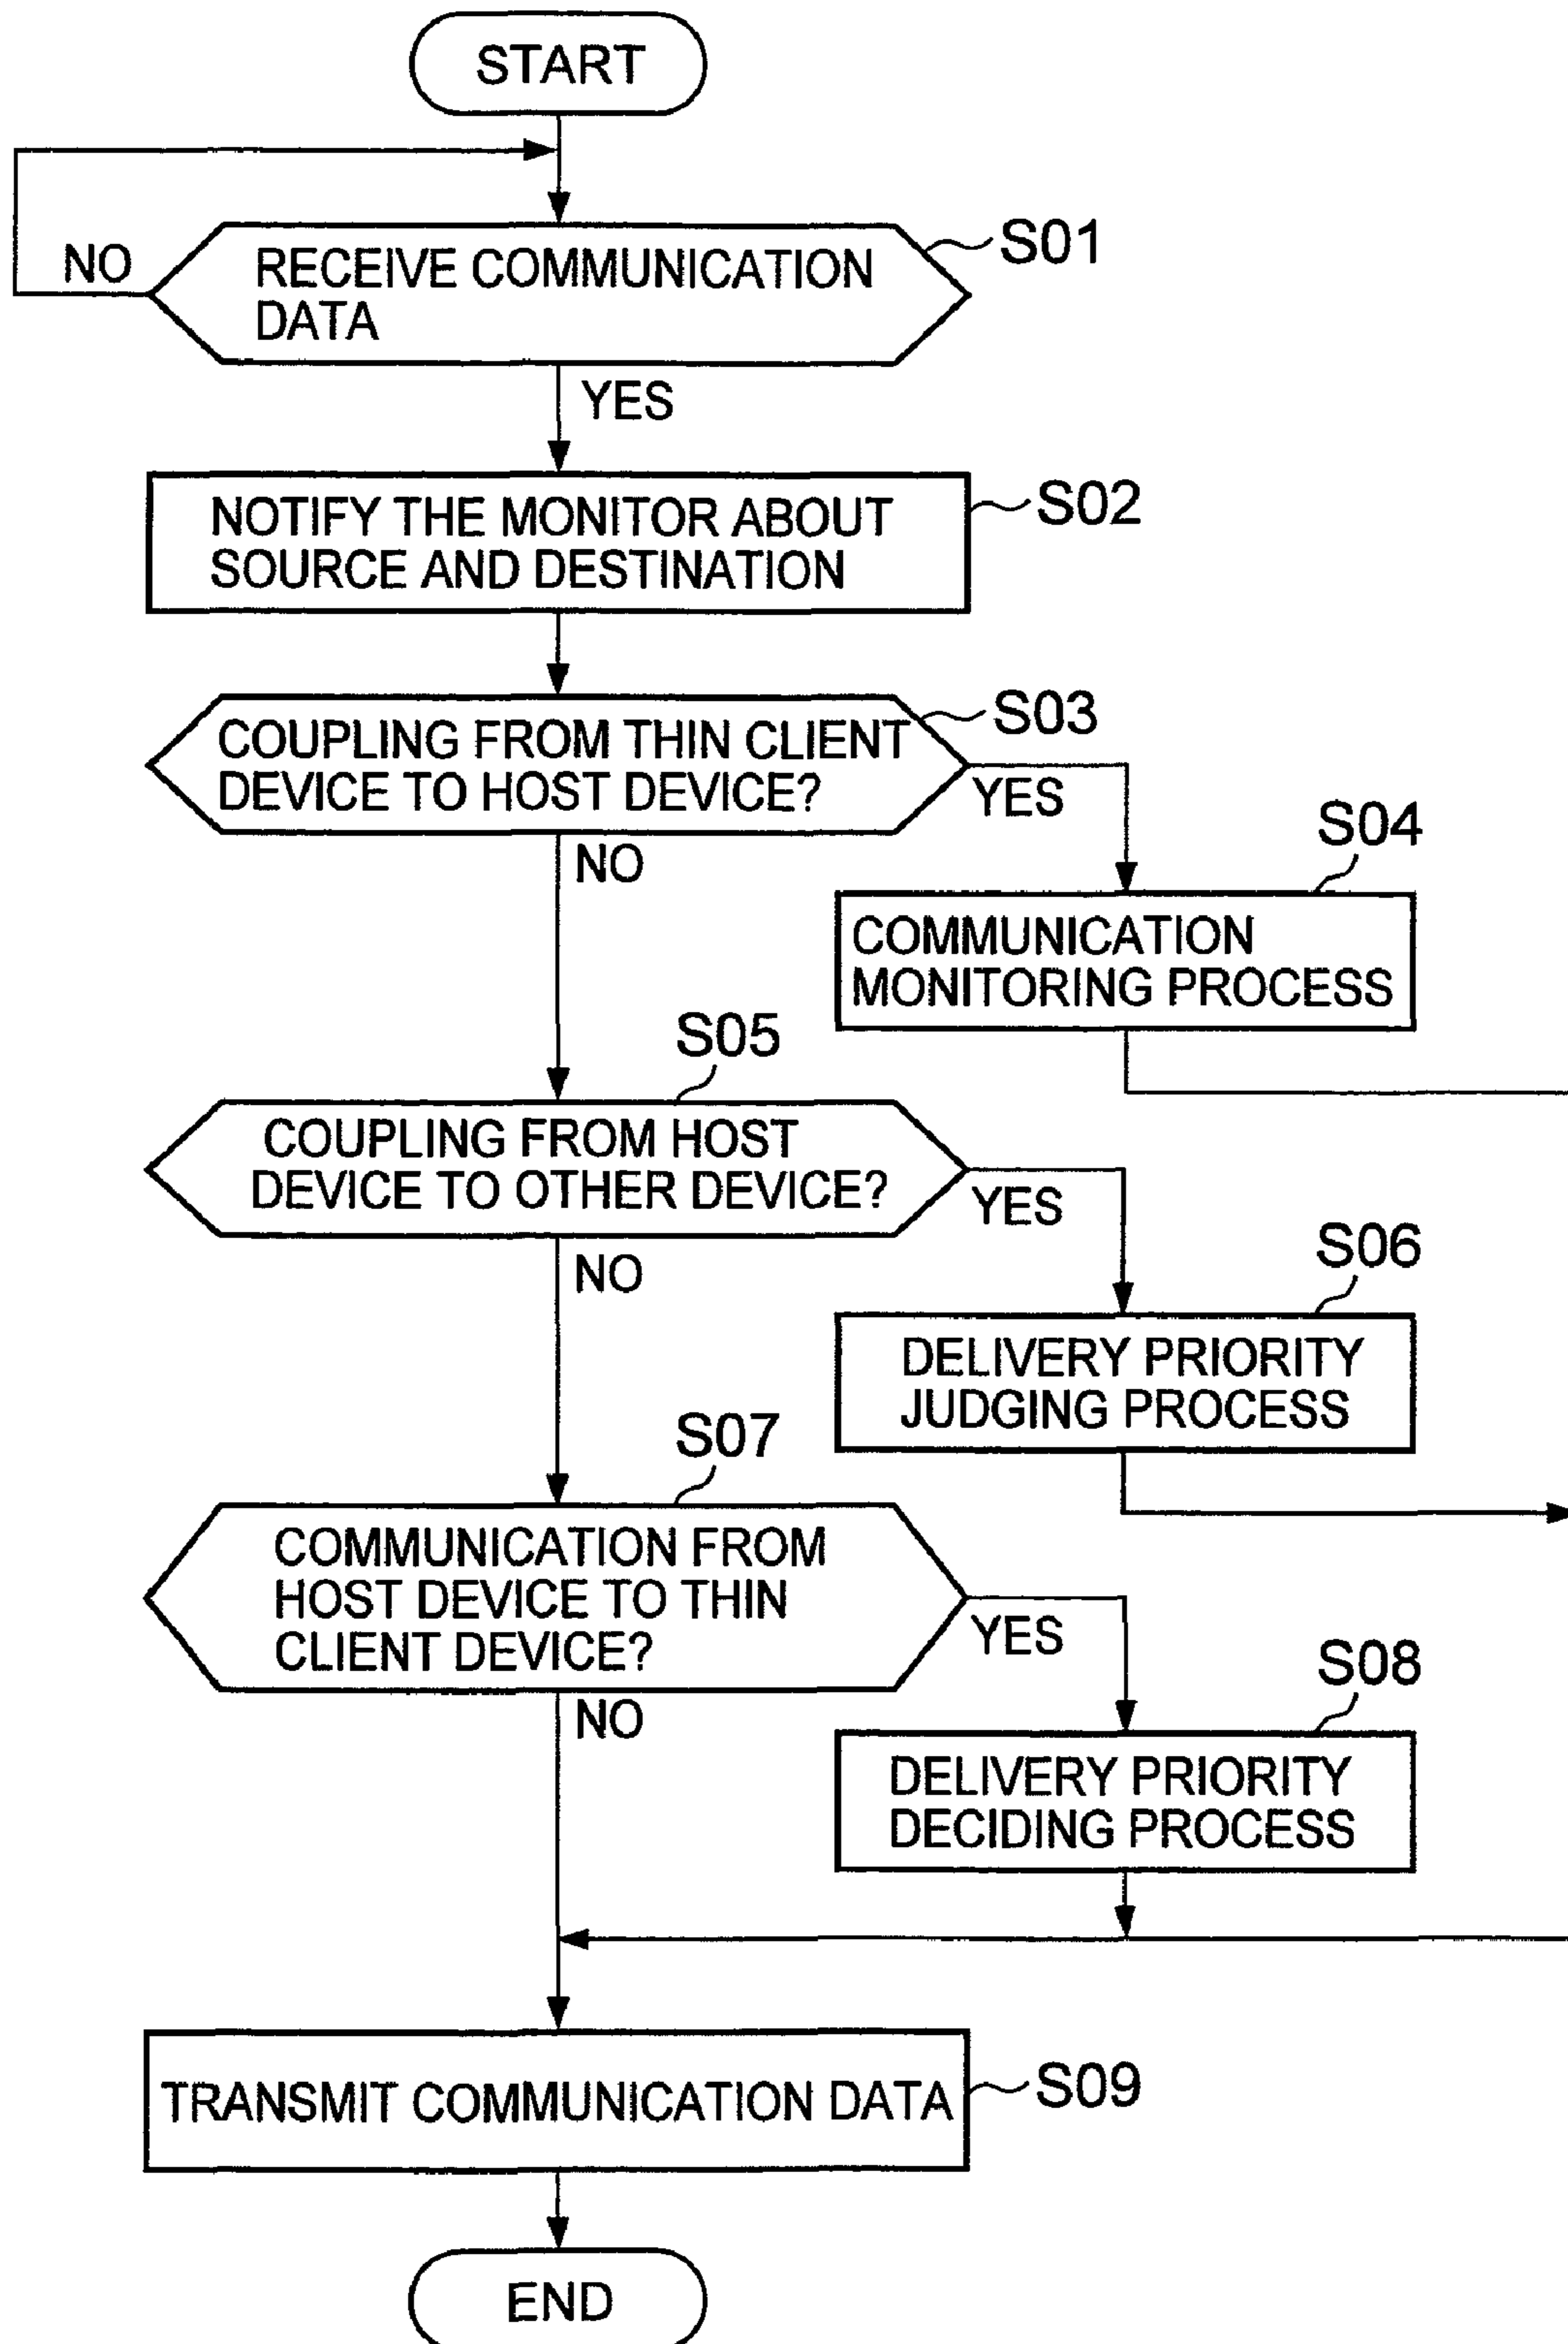 START
NO
RECEIVE COMMUNICATION
DATA
S01
YES
NOTIFY THE MONITOR ABOUT
SOURCE AND DESTINATION
S02
COUPLING FROM THIN CLIENT
DEVICE TO HOST DEVICE?
S03
YES
NO
S04
COMMUNICATION
MONITORING PROCESS
S05
COUPLING FROM HOST
DEVICE TO OTHER DEVICE?
YES
NO
S06
DELIVERY PRIORITY
JUDGING PROCESS
S07
COMMUNICATION FROM
HOST DEVICE TO THIN
CLIENT DEVICE?
YES
NO
S08
DELIVERY PRIORITY
DECIDING PROCESS
TRANSMIT COMMUNICATION DATA
S09
END